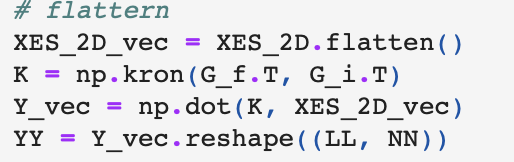 # flattern
XES_2D_vec = XES_2D.flatten()
K = np.kron(G_f.T, G_i.T)
Y_vec = np.dot(K, XES_2D_vec)
YY = Y_vec.reshape((LL, NN))